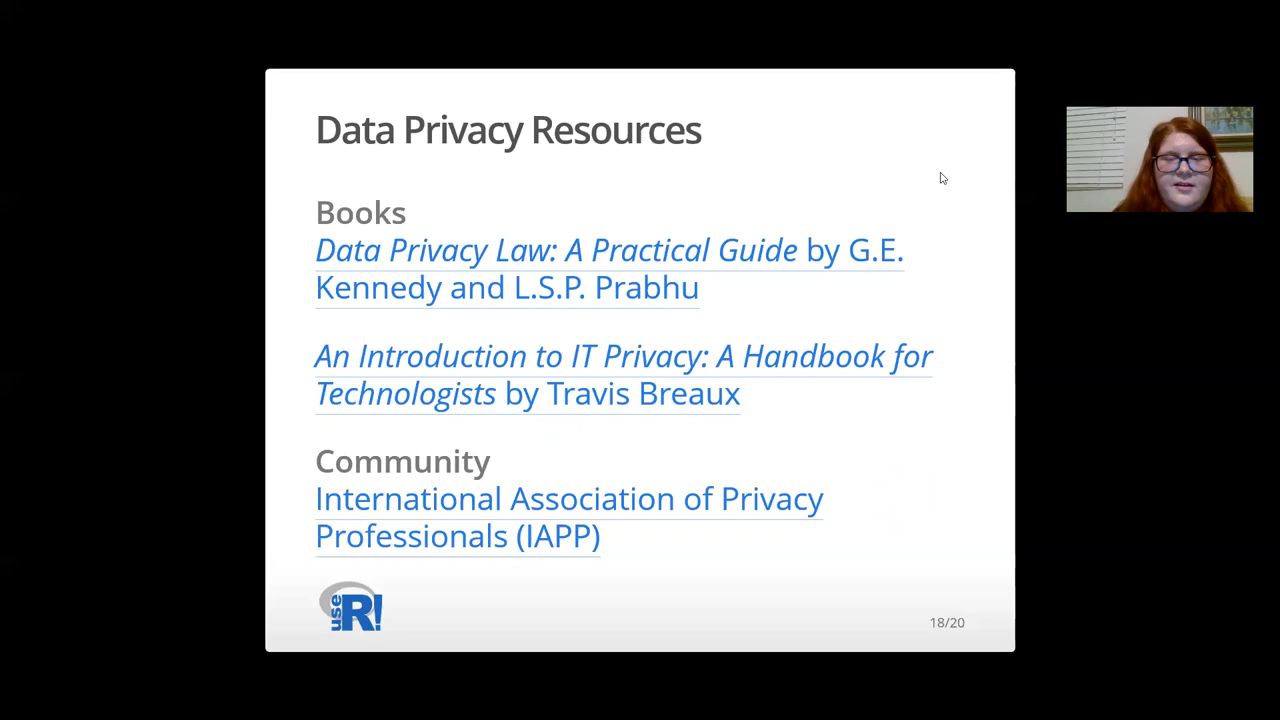 Data Privacy Resources
Books
Data Privacy Law: A Practical Guide by G.E.
Kennedy and L.S.P. Prabhu
An Introduction to IT Privacy: A Handbook for
Technologists by Travis Breaux
Community
International Association of Privacy
Professionals (IAPP)
use R!
18/20